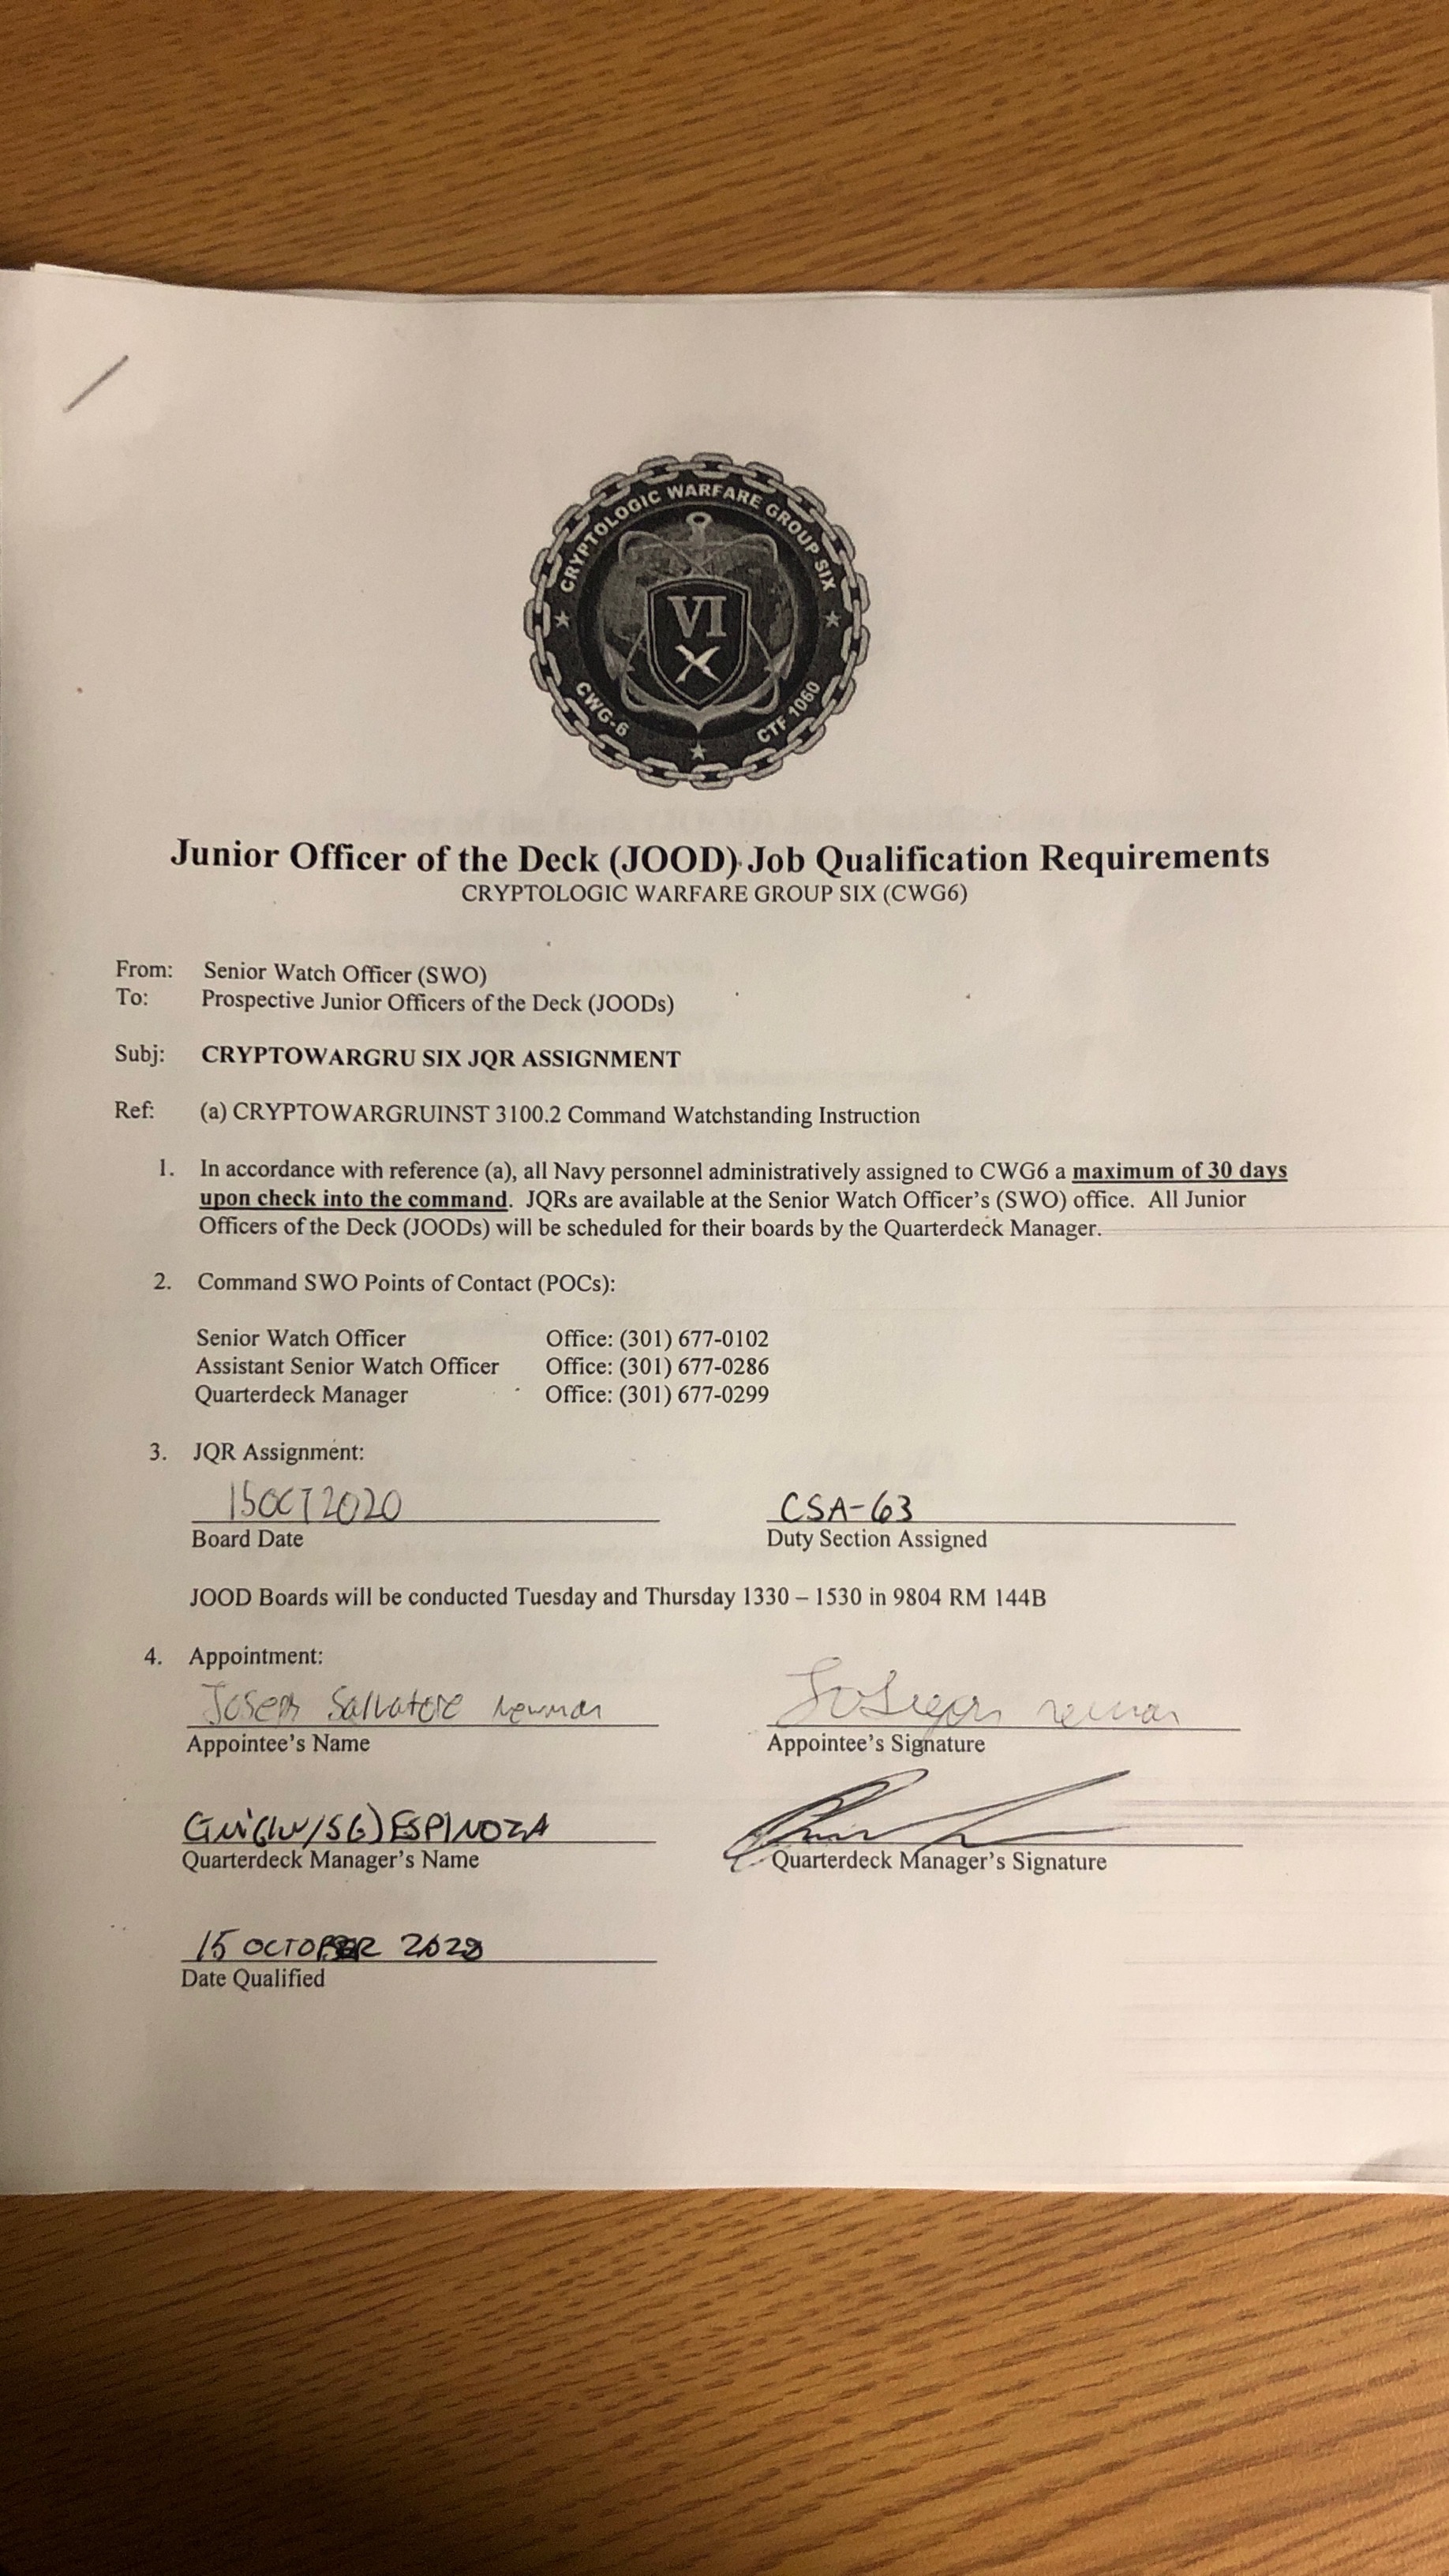 CRYPTOLOGIC WARFARE GROUP SIX
VI
CWG-6
CTF 1060
Junior Officer of the Deck (JOOD) Job Qualification Requirements
CRYPTOLOGIC WARFARE GROUP SIX (CWG6)
From: Senior Watch Officer (SWO)
To: Prospective Junior Officers of the Deck (JOODs)
Subj: CRYPTOWARGRU SIX JQR ASSIGNMENT
Ref: (a) CRYPTOWARGRUINST 3100.2 Command Watchstanding Instruction
1. In accordance with reference (a), all Navy personnel administratively assigned to CWG6 a maximum of 30 days
upon check into the command. JQRs are available at the Senior Watch Officer's (SWO) office. All Junior
Officers of the Deck (JOODs) will be scheduled for their boards by the Quarterdeck Manager.
2. Command SWO Points of Contact (POCs):
Senior Watch Officer Office: (301) 677-0102
Assistant Senior Watch Officer Office: (301) 677-0286
Quarterdeck Manager Office: (301) 677-0299
3. JQR Assignment:
15OCT2020 CSA-63
Board Date Duty Section Assigned
JOOD Boards will be conducted Tuesday and Thursday 1330 – 1530 in 9804 RM 144B
4. Appointment:
Joseph Salvatore Newman
Appointee's Name Appointee's Signature
ESPINOZA
Quarterdeck Manager's Name Quarterdeck Manager's Signature
15 OCTOBER 2020
Date Qualified